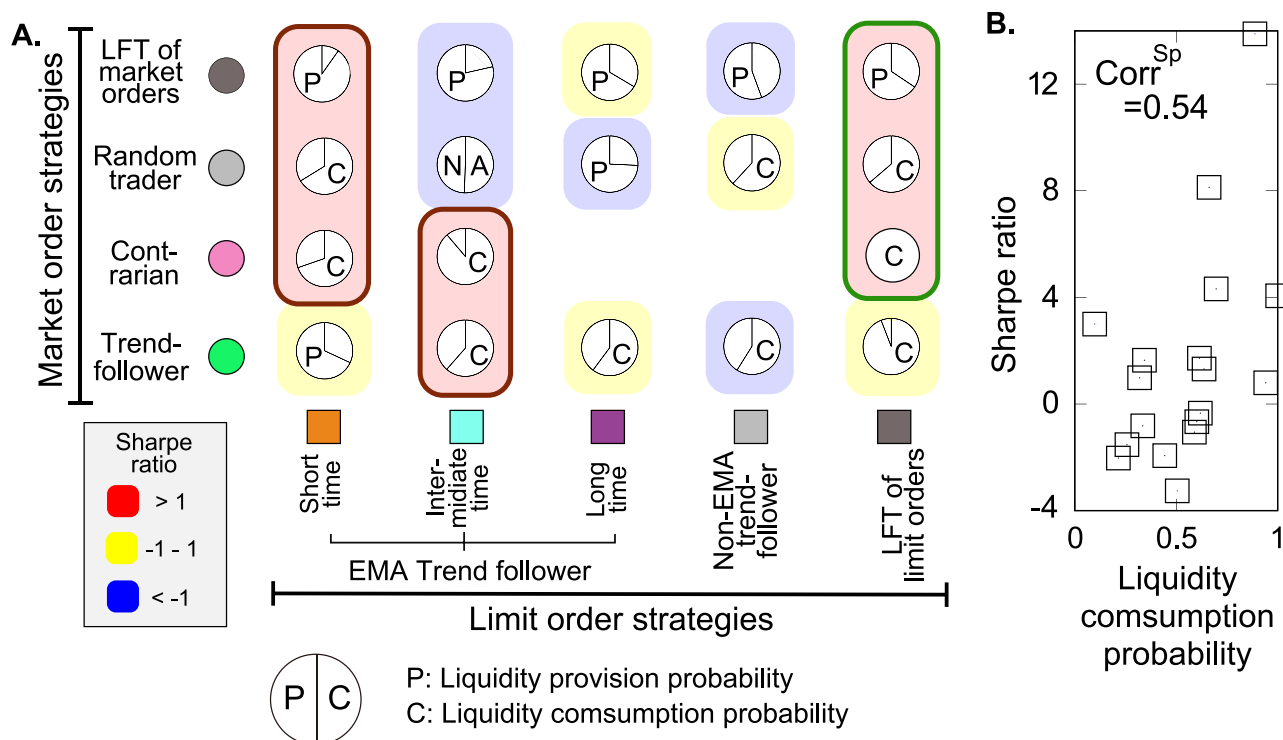 A.
Market order strategies
LFT of
market
orders
Random
trader
Cont-
rarian
Trend-
follower
P
P
P
P
P
C
N A
P
C
C
C
C
C
P
C
C
C
C
Sharpe
ratio
> 1
-1 - 1
< -1
Short
time
Inter-
midiate
time
Long
time
Non-EMA
trend-
follower
LFT of
limit orders
EMA Trend follower
Limit order strategies
P C
P: Liquidity provision probability
C: Liquidity comsumption probability
B.
Corr^Sp
=0.54
Sharpe ratio
12
8
4
0
-4
0
0.5
1
Liquidity
comsumption
probability